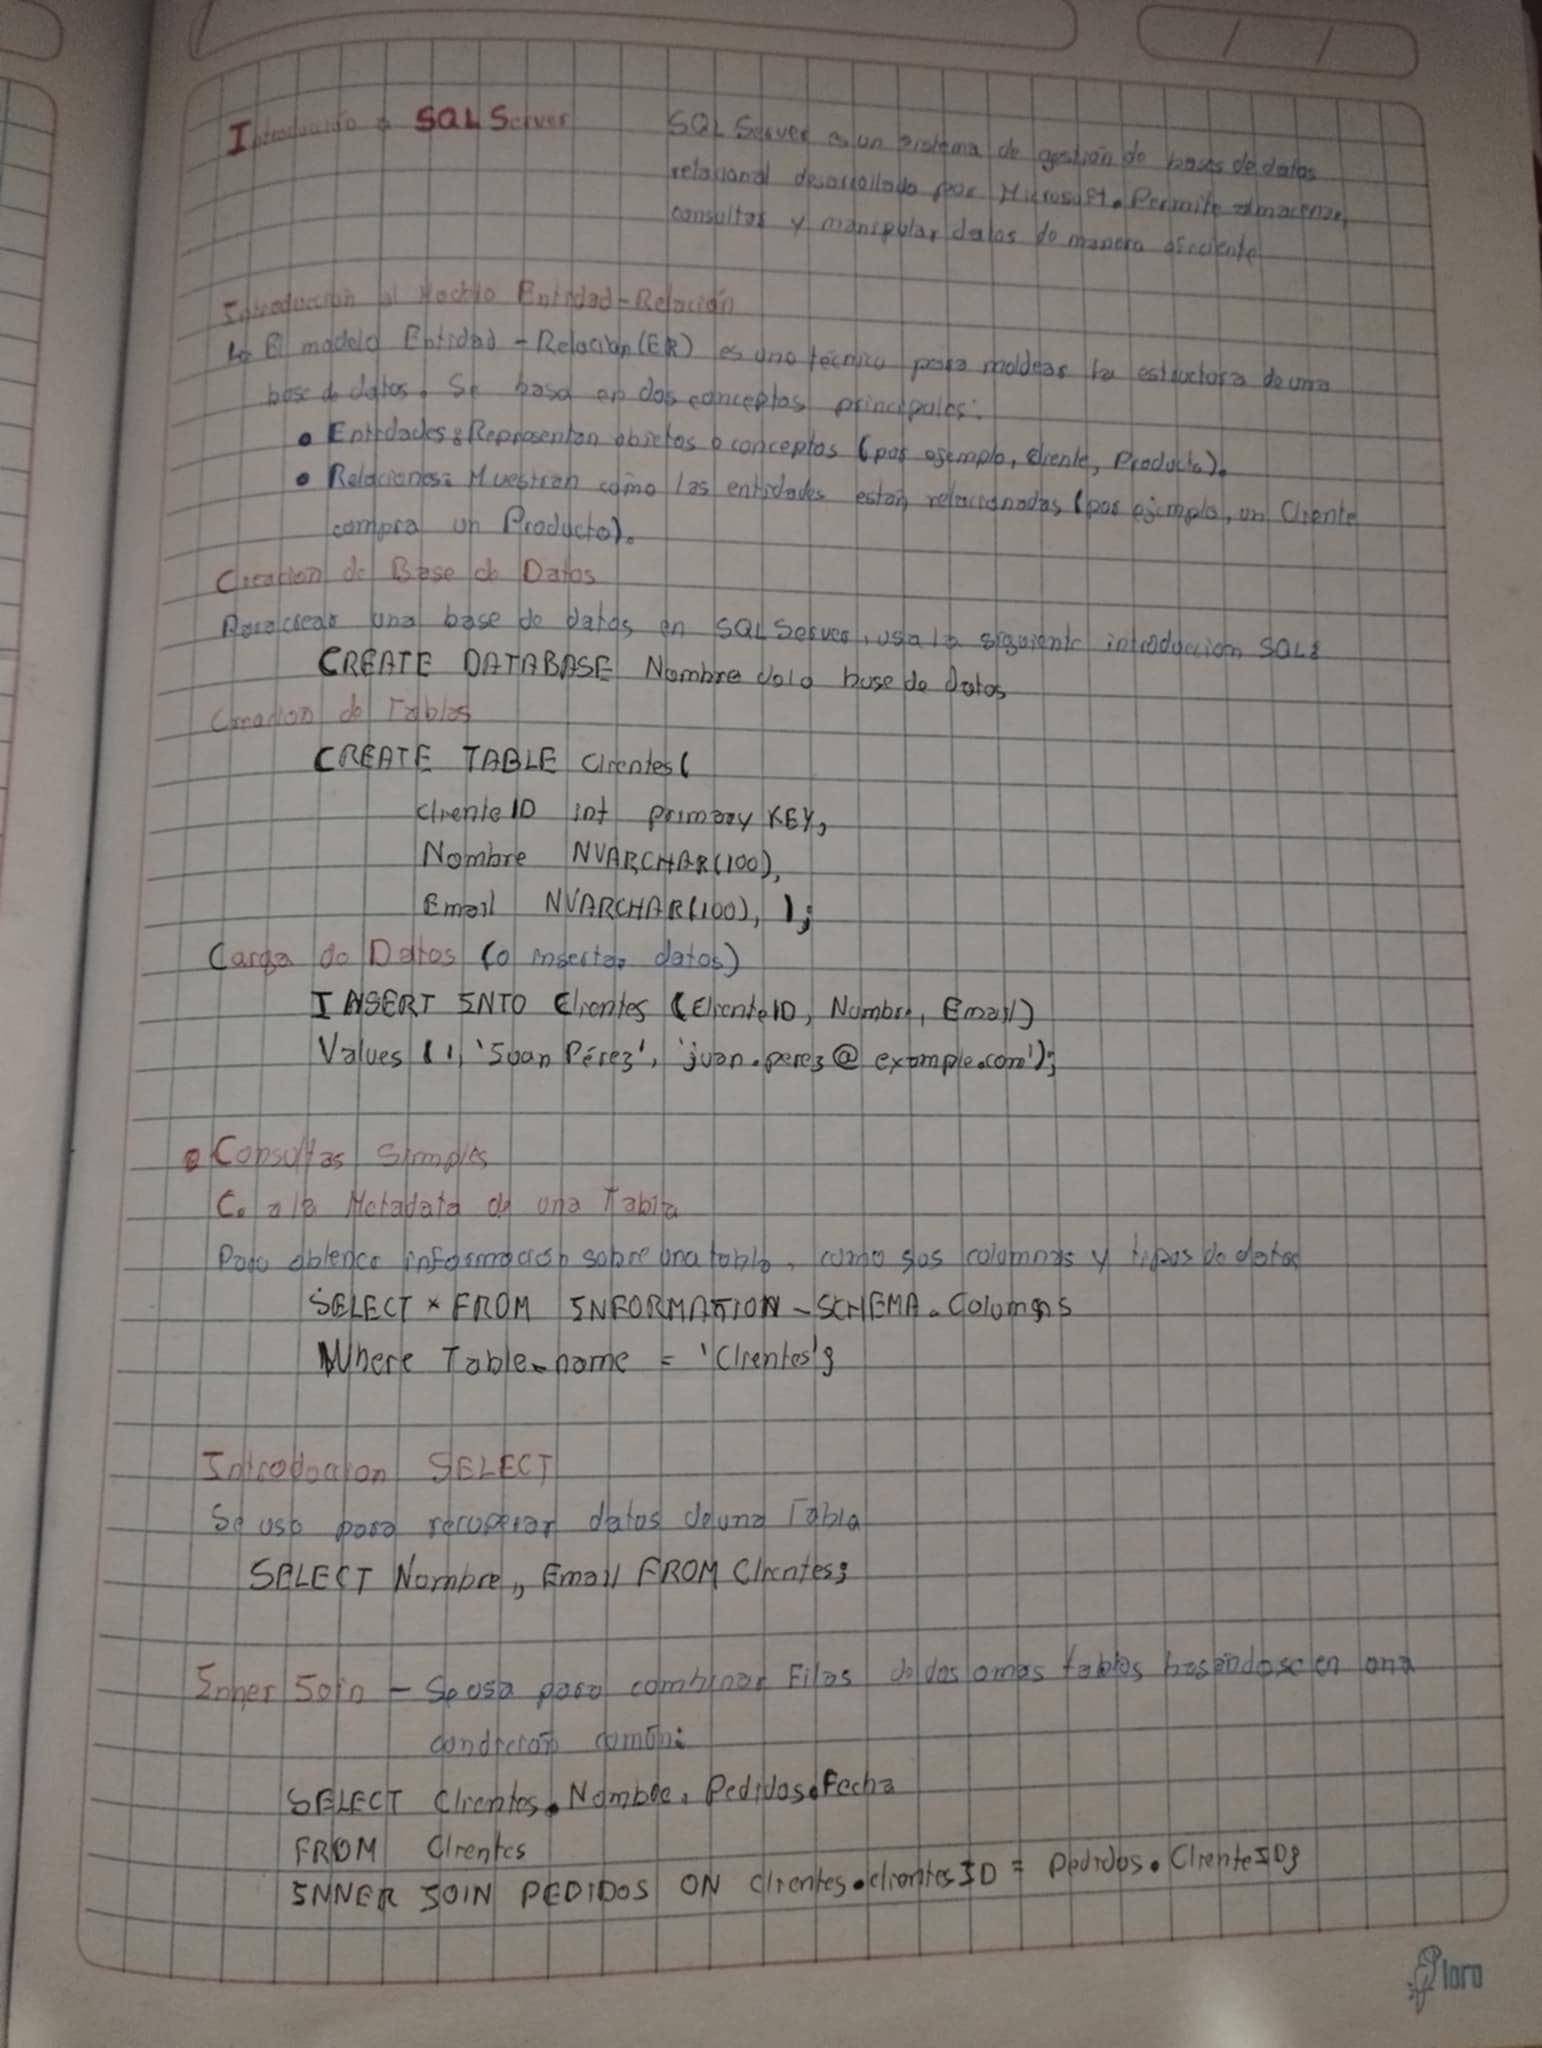 Introducción a SQL Server
SQL Server es un sistema de gestión de bases de datos
relacional desarrollado por Microsoft. Permite almacenar,
consultar y manipular datos de manera eficiente
Introducción al Modelo Entidad-Relación
↳ El modelo Entidad-Relación (ER) es una técnica para moldear la estructura de una
base de datos. Se basa en dos conceptos principales:
• Entidades: Representan objetos o conceptos (por ejemplo, cliente, Producto).
• Relaciones: Muestran cómo las entidades están relacionadas (por ejemplo, un Cliente
compra un Producto).
Creacion de Base de Datos
Para crear una base de datos en SQL Server, usa la siguiente introduccion SQL:
CREATE DATABASE Nombre de la base de datos
Creacion de Tablas
CREATE TABLE Clientes(
ClienteID int primary KEY,
Nombre NVARCHAR(100),
Email NVARCHAR(100), );
Carga de Datos (o insertar datos)
INSERT INTO Clientes (ClienteID, Nombre, Email)
Values (1, 'Juan Pérez', 'juan.perez@example.com');
• Consultas Simples
C. a la Metadata de una Tabla
Para obtener información sobre una tabla, como sus columnas y tipos de datos
SELECT * FROM INFORMATION_SCHEMA.Columns
Where Table_name = 'Clientes';
Introduccion SELECT
Se usa para recuperar datos de una Tabla
SELECT Nombre, Email FROM Clientes;
Inner Join - Se usa para combinar Filas de dos o mas tablas basándose en una
condición común:
SELECT Clientes.Nombre, Pedidos.Fecha
FROM Clientes
INNER JOIN PEDIDOS ON Clientes.clientesID = Pedidos.ClienteID;
loro